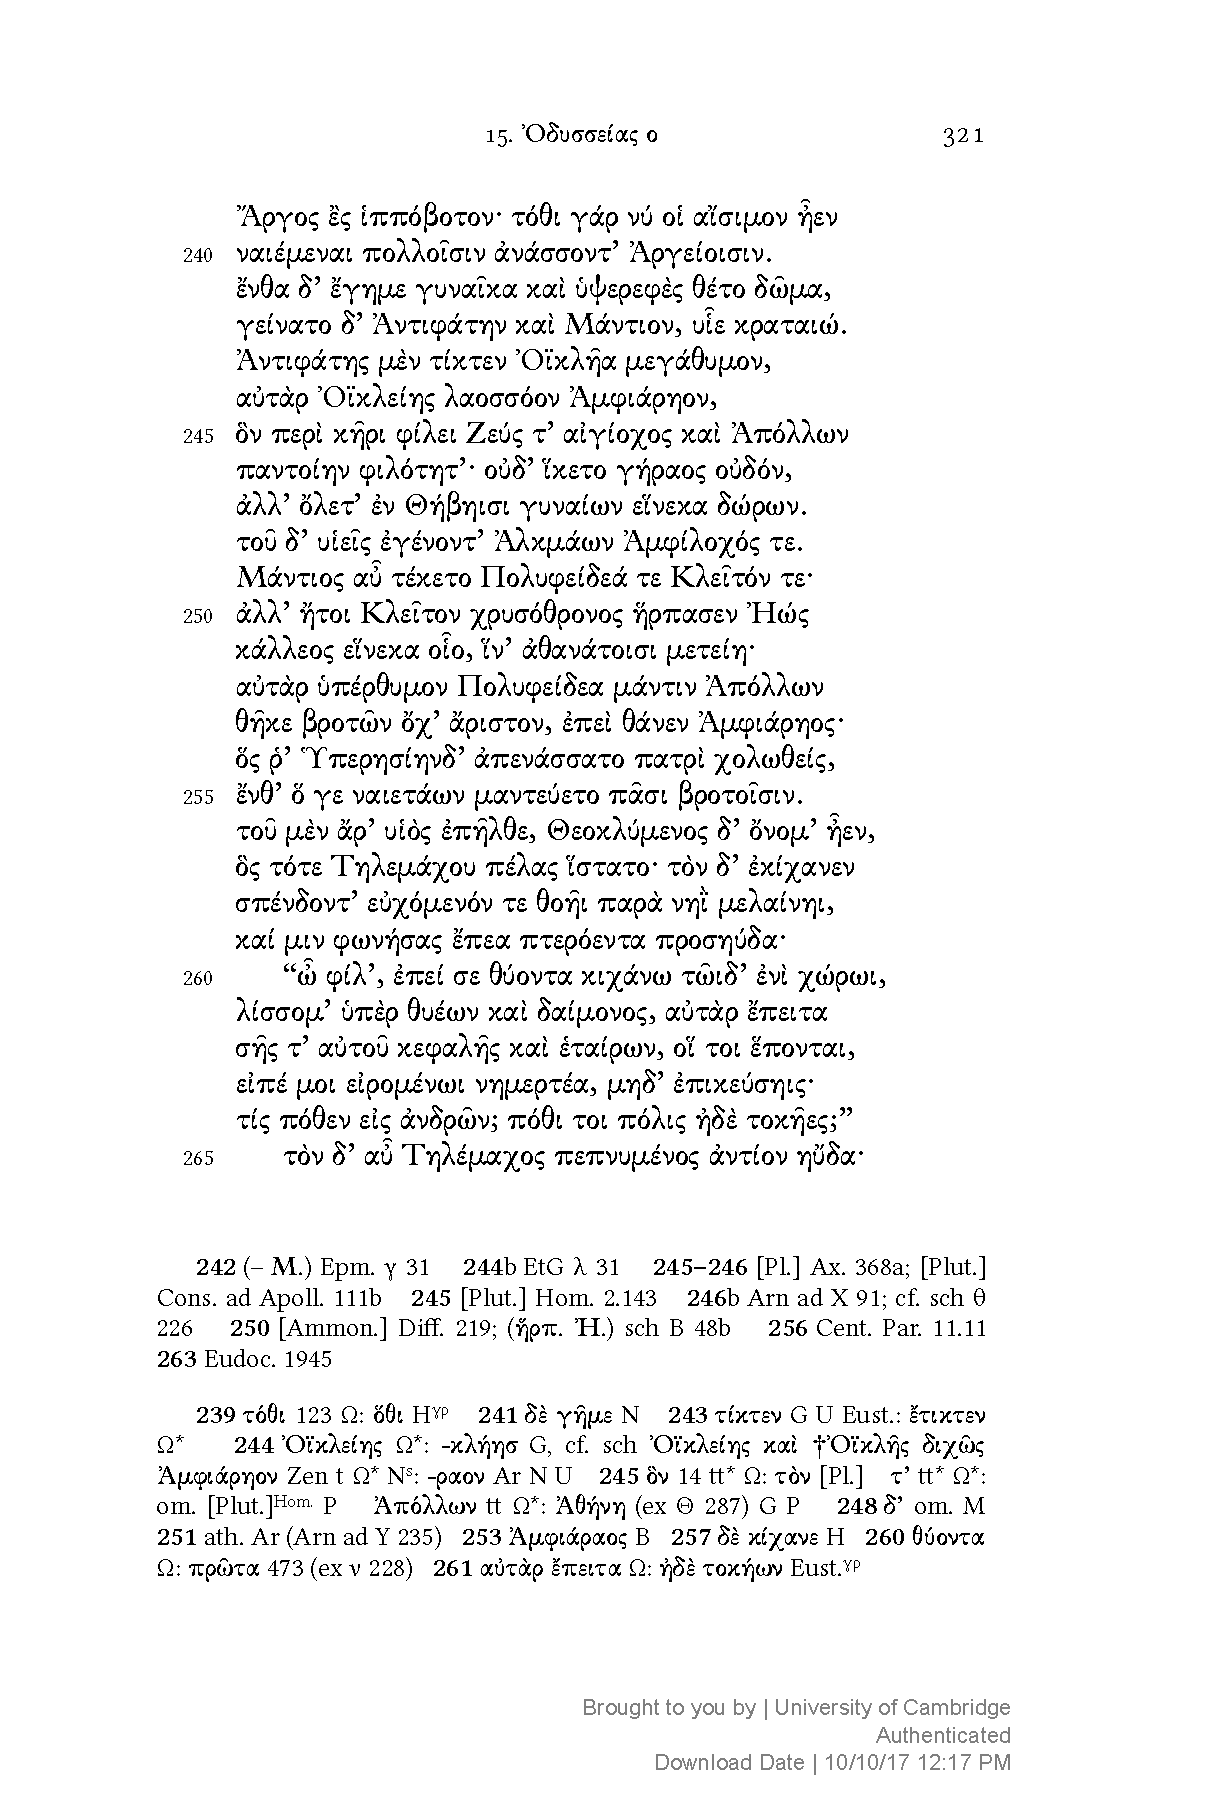 15. Ὀδυσσείας ο 321
Ἄργος ἒς ἱππόβοτον· τόθι γάρ νύ οἱ αἴσιμον ἦεν
240 ναιέμεναι πολλοῖσιν ἀνάσσοντ’ Ἀργείοισιν.
ἔνθα δ’ ἔγημε γυναῖκα καὶ ὑψερεφὲς θέτο δῶμα,
γείνατο δ’ Ἀντιφάτην καὶ Μάντιον, υἷε κραταιώ.
Ἀντιφάτης μὲν τίκτεν Ὀϊκλῆα μεγάθυμον,
αὐτὰρ Ὀϊκλείης λαοσσόον Ἀμφιάρηον,
245 ὃν περὶ κῆρι φίλει Ζεύς τ’ αἰγίοχος καὶ Ἀπόλλων
παντοίην φιλότητ’· οὐδ’ ἵκετο γήραος οὐδόν,
ἀλλ’ ὄλετ’ ἐν Θήβηισι γυναίων εἵνεκα δώρων.
τοῦ δ’ υἱεῖς ἐγένοντ’ Ἀλκμάων Ἀμφίλοχός τε.
Μάντιος αὖ τέκετο Πολυφείδεά τε Κλεῖτόν τε·
250 ἀλλ’ ἤτοι Κλεῖτον χρυσόθρονος ἥρπασεν Ἠώς
κάλλεος εἵνεκα οἷο, ἵν’ ἀθανάτοισι μετείη·
αὐτὰρ ὑπέρθυμον Πολυφείδεα μάντιν Ἀπόλλων
θῆκε βροτῶν ὄχ’ ἄριστον, ἐπεὶ θάνεν Ἀμφιάρηος·
ὅς ῥ’ Ὑπερησίηνδ’ ἀπενάσσατο πατρὶ χολωθείς,
255 ἔνθ’ ὅ γε ναιετάων μαντεύετο πᾶσι βροτοῖσιν.
τοῦ μὲν ἄρ’ υἱὸς ἐπῆλθε, Θεοκλύμενος δ’ ὄνομ’ ἦεν,
ὃς τότε Τηλεμάχου πέλας ἵστατο· τὸν δ’ ἐκίχανεν
σπένδοντ’ εὐχόμενόν τε θοῆι παρὰ νηῒ μελαίνηι,
καί μιν φωνήσας ἔπεα πτερόεντα προσηύδα·
260 “ὦ φίλ’, ἐπεί σε θύοντα κιχάνω τῶιδ’ ἐνὶ χώρωι,
λίσσομ’ ὑπὲρ θυέων καὶ δαίμονος, αὐτὰρ ἔπειτα
σῆς τ’ αὐτοῦ κεφαλῆς καὶ ἑταίρων, οἵ τοι ἕπονται,
εἰπέ μοι εἰρομένωι νημερτέα, μηδ’ ἐπικεύσηις·
τίς πόθεν εἰς ἀνδρῶν; πόθι τοι πόλις ἠδὲ τοκῆες;”
265 τὸν δ’ αὖ Τηλέμαχος πεπνυμένος ἀντίον ηὔδα·
242 (– Μ.) Epm. γ 31 244b EtG λ 31 245–246 [Pl.] Ax. 368a; [Plut.]
Cons. ad Apoll. 111b 245 [Plut.] Hom. 2.143 246b Arn ad X 91; cf. sch θ
226 250 [Ammon.] Diff. 219; (ἥρπ. Ἠ.) sch B 48b 256 Cent. Par. 11.11
263 Eudoc. 1945
239 τόθι 123 Ω: ὅθι Hγρ 241 δὲ γῆμε N 243 τίκτεν G U Eust.: ἔτικτεν
Ω* 244 Ὀϊκλείης Ω*: -κλήησ G, cf. sch Ὀϊκλείης καὶ †Ὀϊκλῆς διχῶς
Ἀμφιάρηον Zen t Ω* Ns: -ραον Ar N U 245 ὃν 14 tt* Ω: τὸν [Pl.] τ’ tt* Ω*:
om. [Plut.]Hom. P Ἀπόλλων tt Ω*: Ἀθήνη (ex Θ 287) G P 248 δ’ om. M
251 ath. Ar (Arn ad Υ 235) 253 Ἀμφιάραος B 257 δὲ κίχανε H 260 θύοντα
Ω: πρῶτα 473 (ex ν 228) 261 αὐτὰρ ἔπειτα Ω: ἠδὲ τοκήων Eust.γρ
Brought to you by | University of Cambridge
Authenticated
Download Date | 10/10/17 12:17 PM